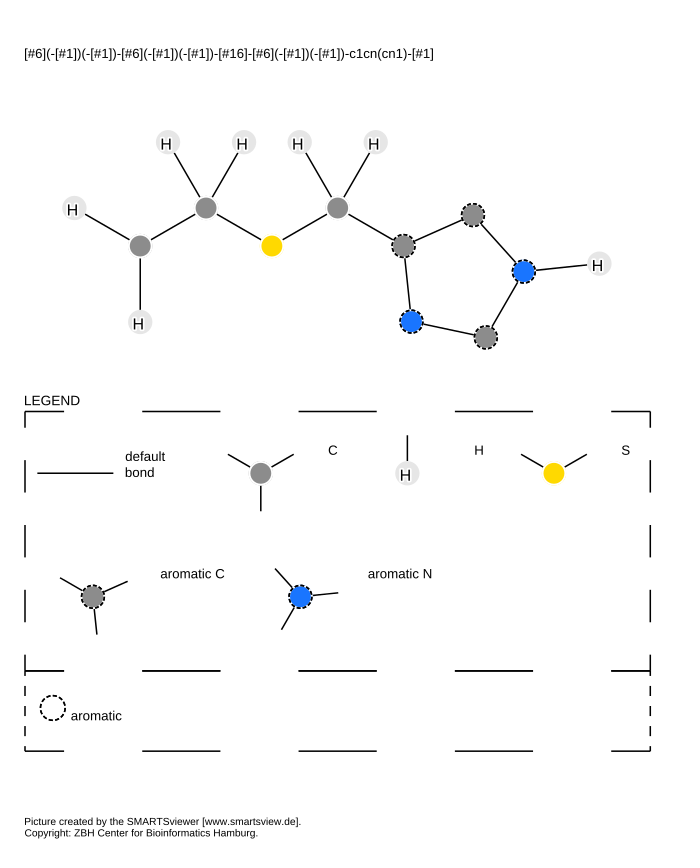 [#6](-[#1])(-[#1])-[#6](-[#1])(-[#1])-[#16]-[#6](-[#1])(-[#1])-c1cn(cn1)-[#1]
H H H H
H
H
H
LEGEND
default
bond
C
H
H
S
aromatic C
aromatic N
aromatic
Picture created by the SMARTSviewer [www.smartsview.de].
Copyright: ZBH Center for Bioinformatics Hamburg.